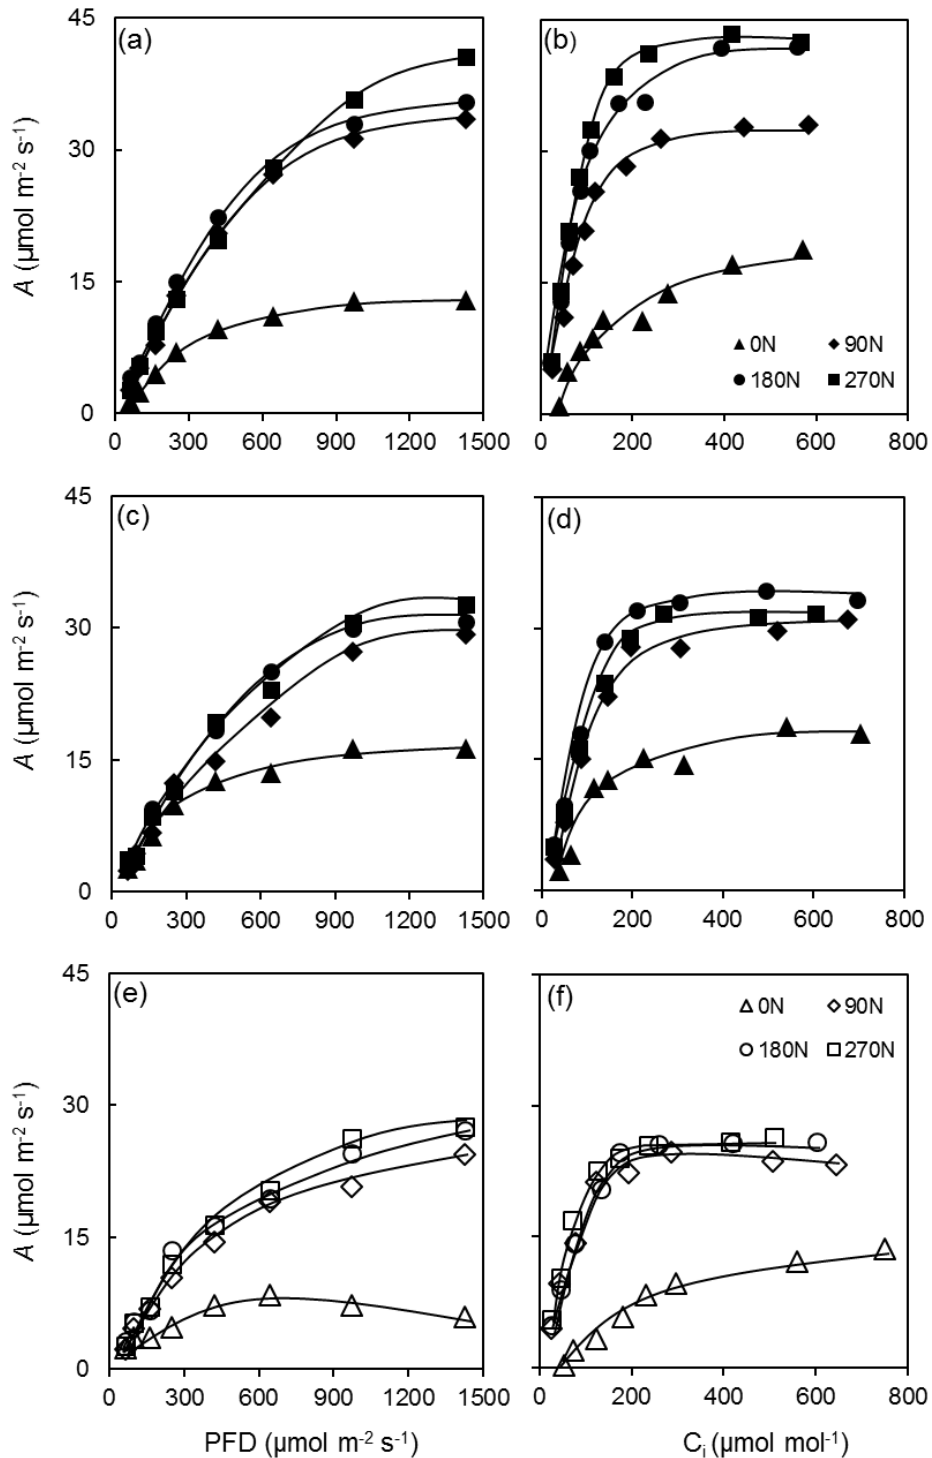 (a)
(b)
A (µmol m-2 s-1)
45
30
15
0
0 300 600 900 1200 1500
0 200 400 600 800
0N 90N
180N 270N
(c)
(d)
A (µmol m-2 s-1)
45
30
15
0
0 300 600 900 1200 1500
0 200 400 600 800
(e)
(f)
0N 90N
180N 270N
A (µmol m-2 s-1)
45
30
15
0
0 300 600 900 1200 1500
0 200 400 600 800
PFD (µmol m-2 s-1)
Ci (µmol mol-1)